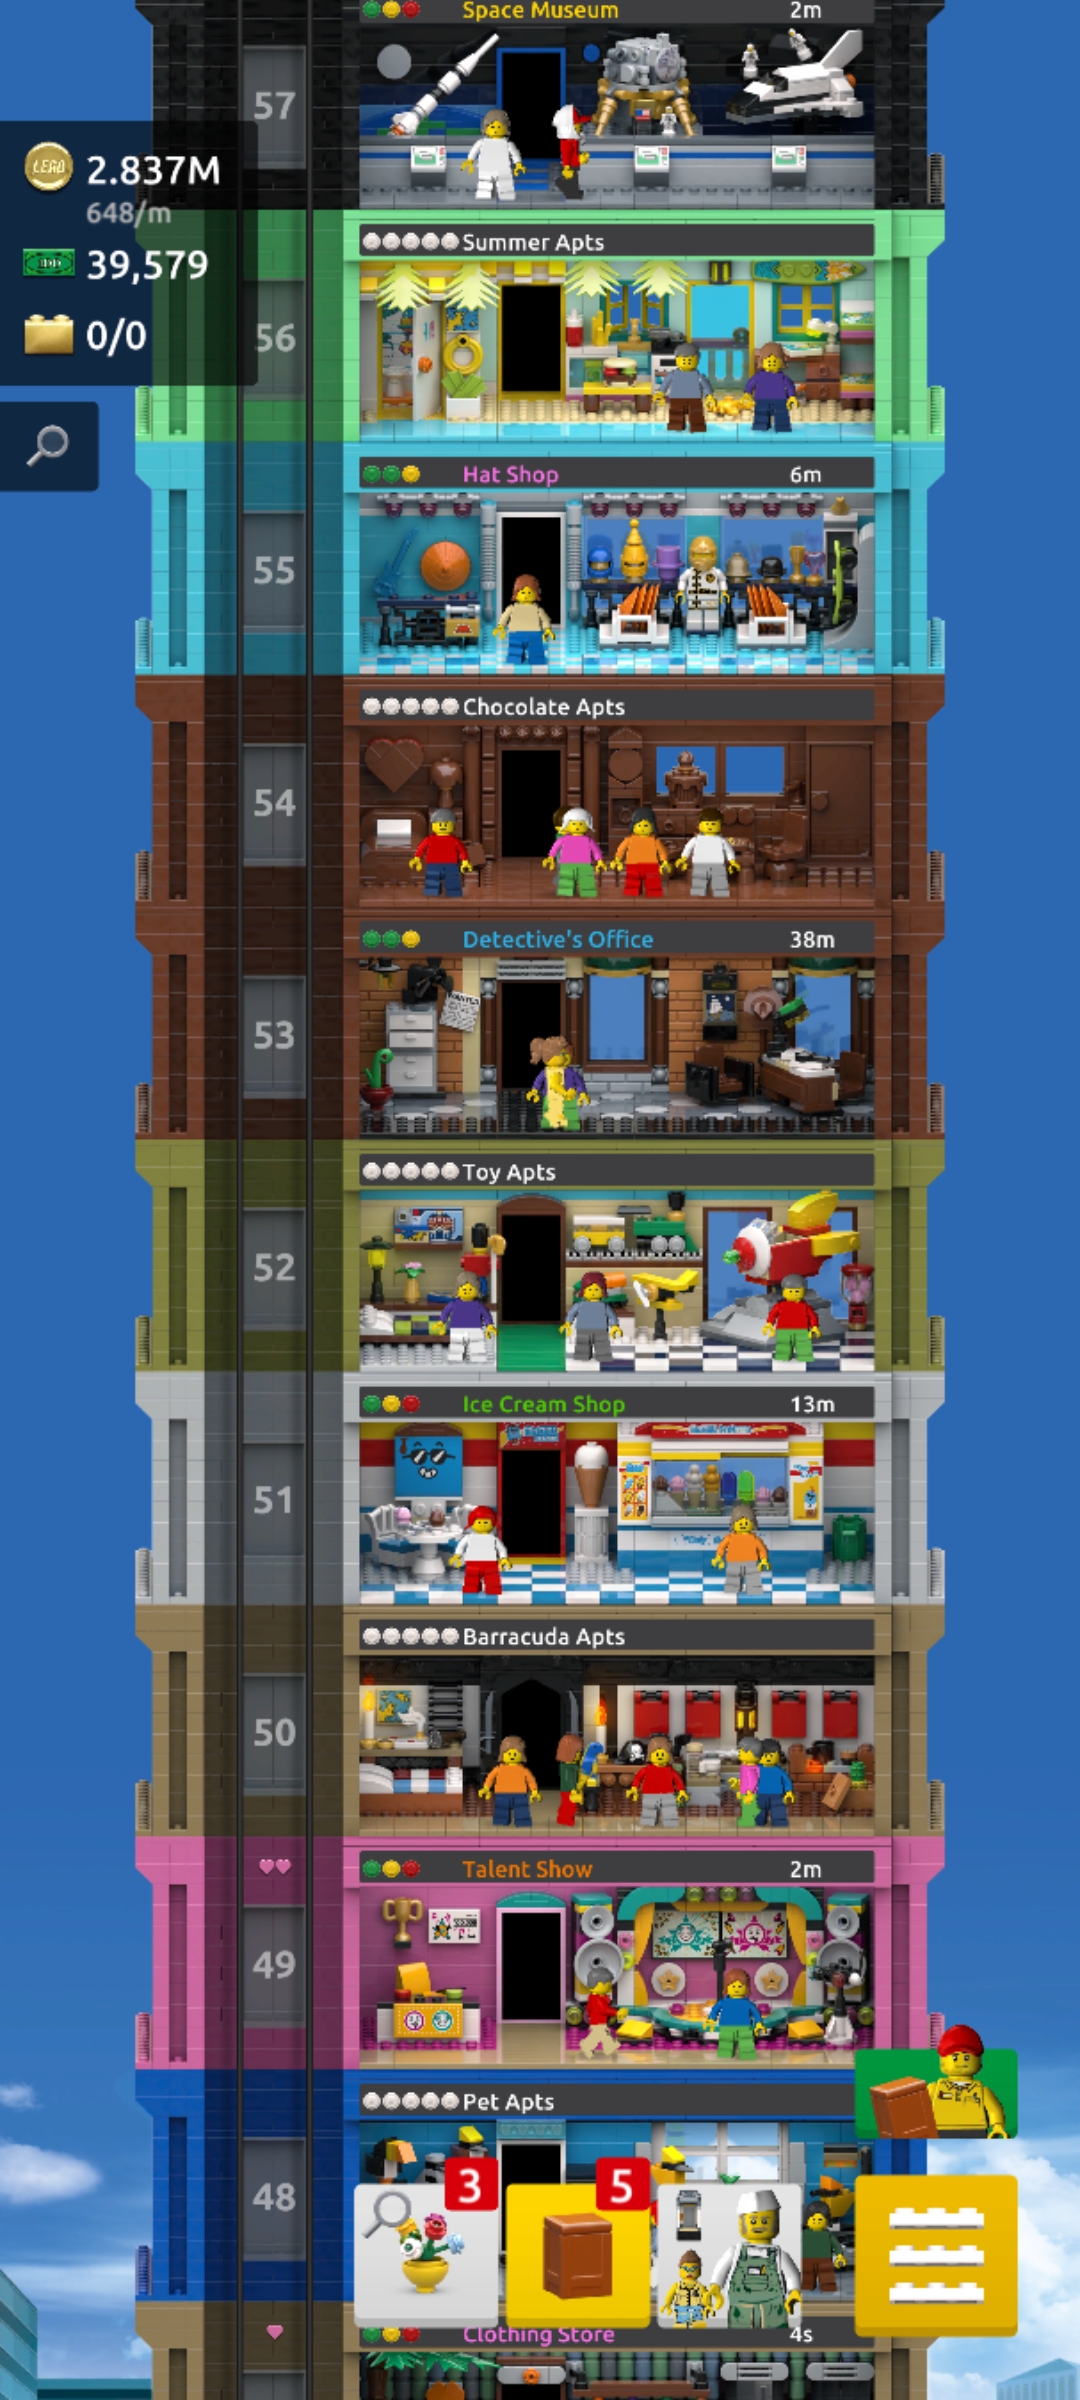 Space Museum 2m
57
LEGO 2.837M
648/m
39,579
0/0
Summer Apts
56
Hat Shop 6m
55
Chocolate Apts
54
Detective's Office 38m
WANTED
53
Toy Apts
52
Ice Cream Shop 13m
51
Barracuda Apts
50
Talent Show 2m
49
Pet Apts
48
3
5
Clothing Store 4s